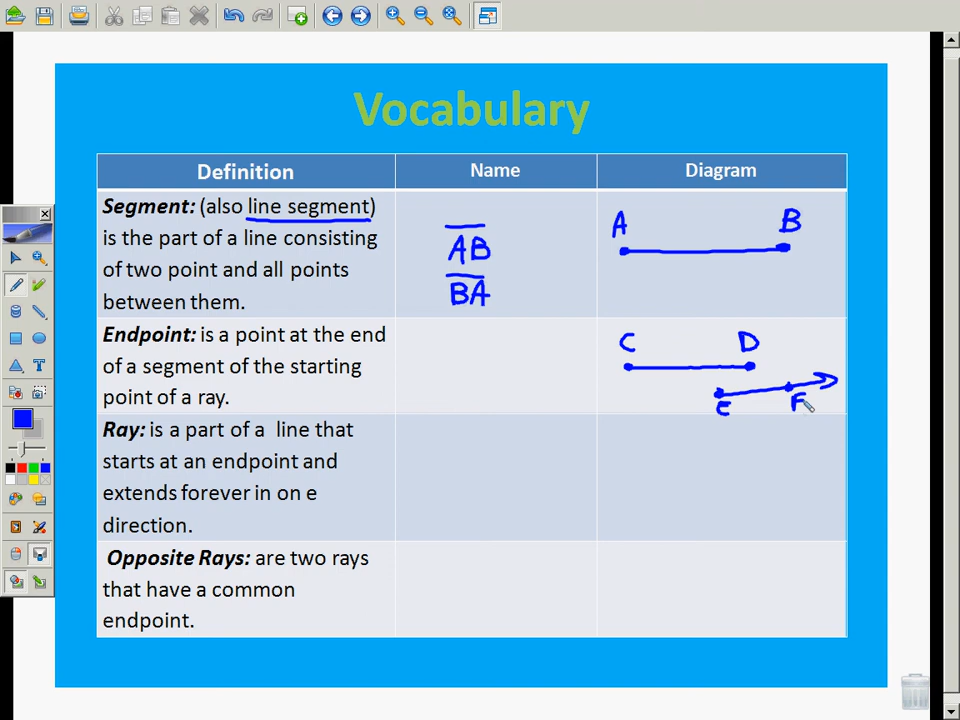 Vocabulary
Definition Name Diagram
Segment: (also line segment)
is the part of a line consisting
of two point and all points
between them.
AB
BA
A B
Endpoint: is a point at the end
of a segment of the starting
point of a ray.
C D
E F
Ray: is a part of a line that
starts at an endpoint and
extends forever in on e
direction.
Opposite Rays: are two rays
that have a common
endpoint.